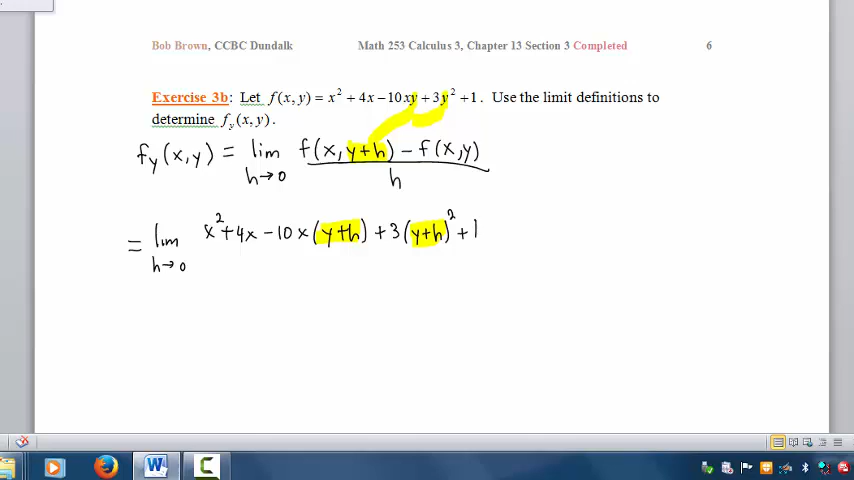 Bob Brown, CCBC Dundalk Math 253 Calculus 3, Chapter 13 Section 3 Completed 6
Exercise 3b: Let f(x, y) = x² + 4x − 10xy + 3y² + 1. Use the limit definitions to
determine f_y(x, y).
f_y(x,y) = lim h→0 (f(x, y+h) − f(x,y)) / h
= lim h→0 x² + 4x − 10x(y+h) + 3(y+h)² + 1